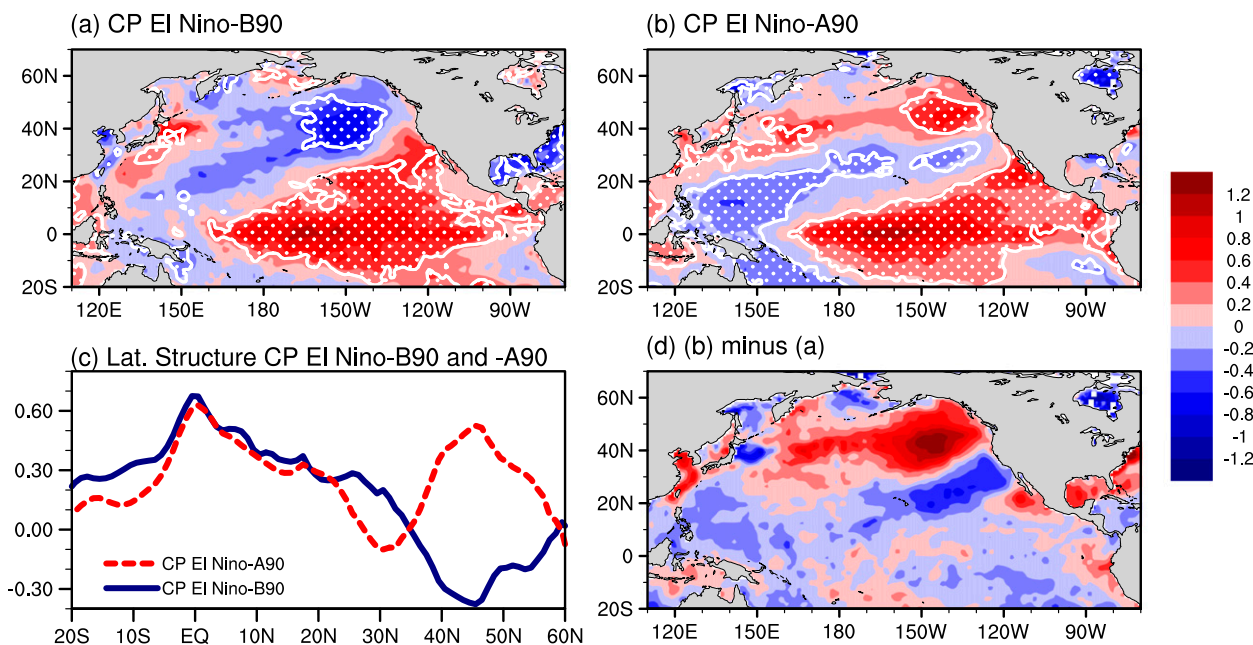 (a) CP El Nino-B90
60N
40N
20N
0
20S
120E 150E 180 150W 120W 90W
(b) CP El Nino-A90
60N
40N
20N
0
20S
120E 150E 180 150W 120W 90W
1.2
1
0.8
0.6
0.4
0.2
0
-0.2
-0.4
-0.6
-0.8
-1
-1.2
(c) Lat. Structure CP El Nino-B90 and -A90
0.60
0.30
0.00
-0.30
CP El Nino-A90
CP El Nino-B90
20S 10S EQ 10N 20N 30N 40N 50N 60N
(d) (b) minus (a)
60N
40N
20N
0
20S
120E 150E 180 150W 120W 90W